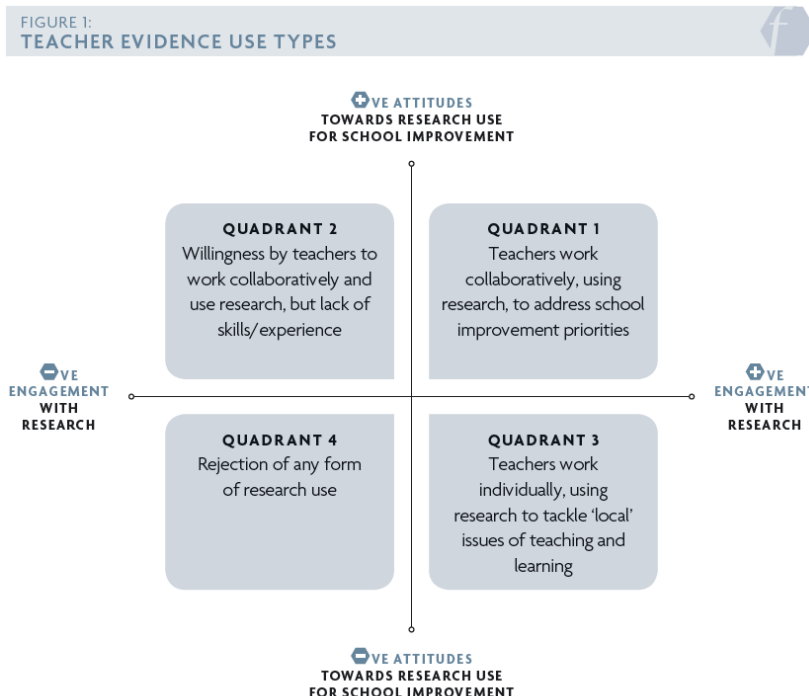 FIGURE 1:
TEACHER EVIDENCE USE TYPES
+VE ATTITUDES
TOWARDS RESEARCH USE
FOR SCHOOL IMPROVEMENT
QUADRANT 2
Willingness by teachers to
work collaboratively and
use research, but lack of
skills/experience
QUADRANT 1
Teachers work
collaboratively, using
research, to address school
improvement priorities
-VE
ENGAGEMENT
WITH
RESEARCH
+VE
ENGAGEMENT
WITH
RESEARCH
QUADRANT 4
Rejection of any form
of research use
QUADRANT 3
Teachers work
individually, using
research to tackle ‘local’
issues of teaching and
learning
-VE ATTITUDES
TOWARDS RESEARCH USE
FOR SCHOOL IMPROVEMENT
f